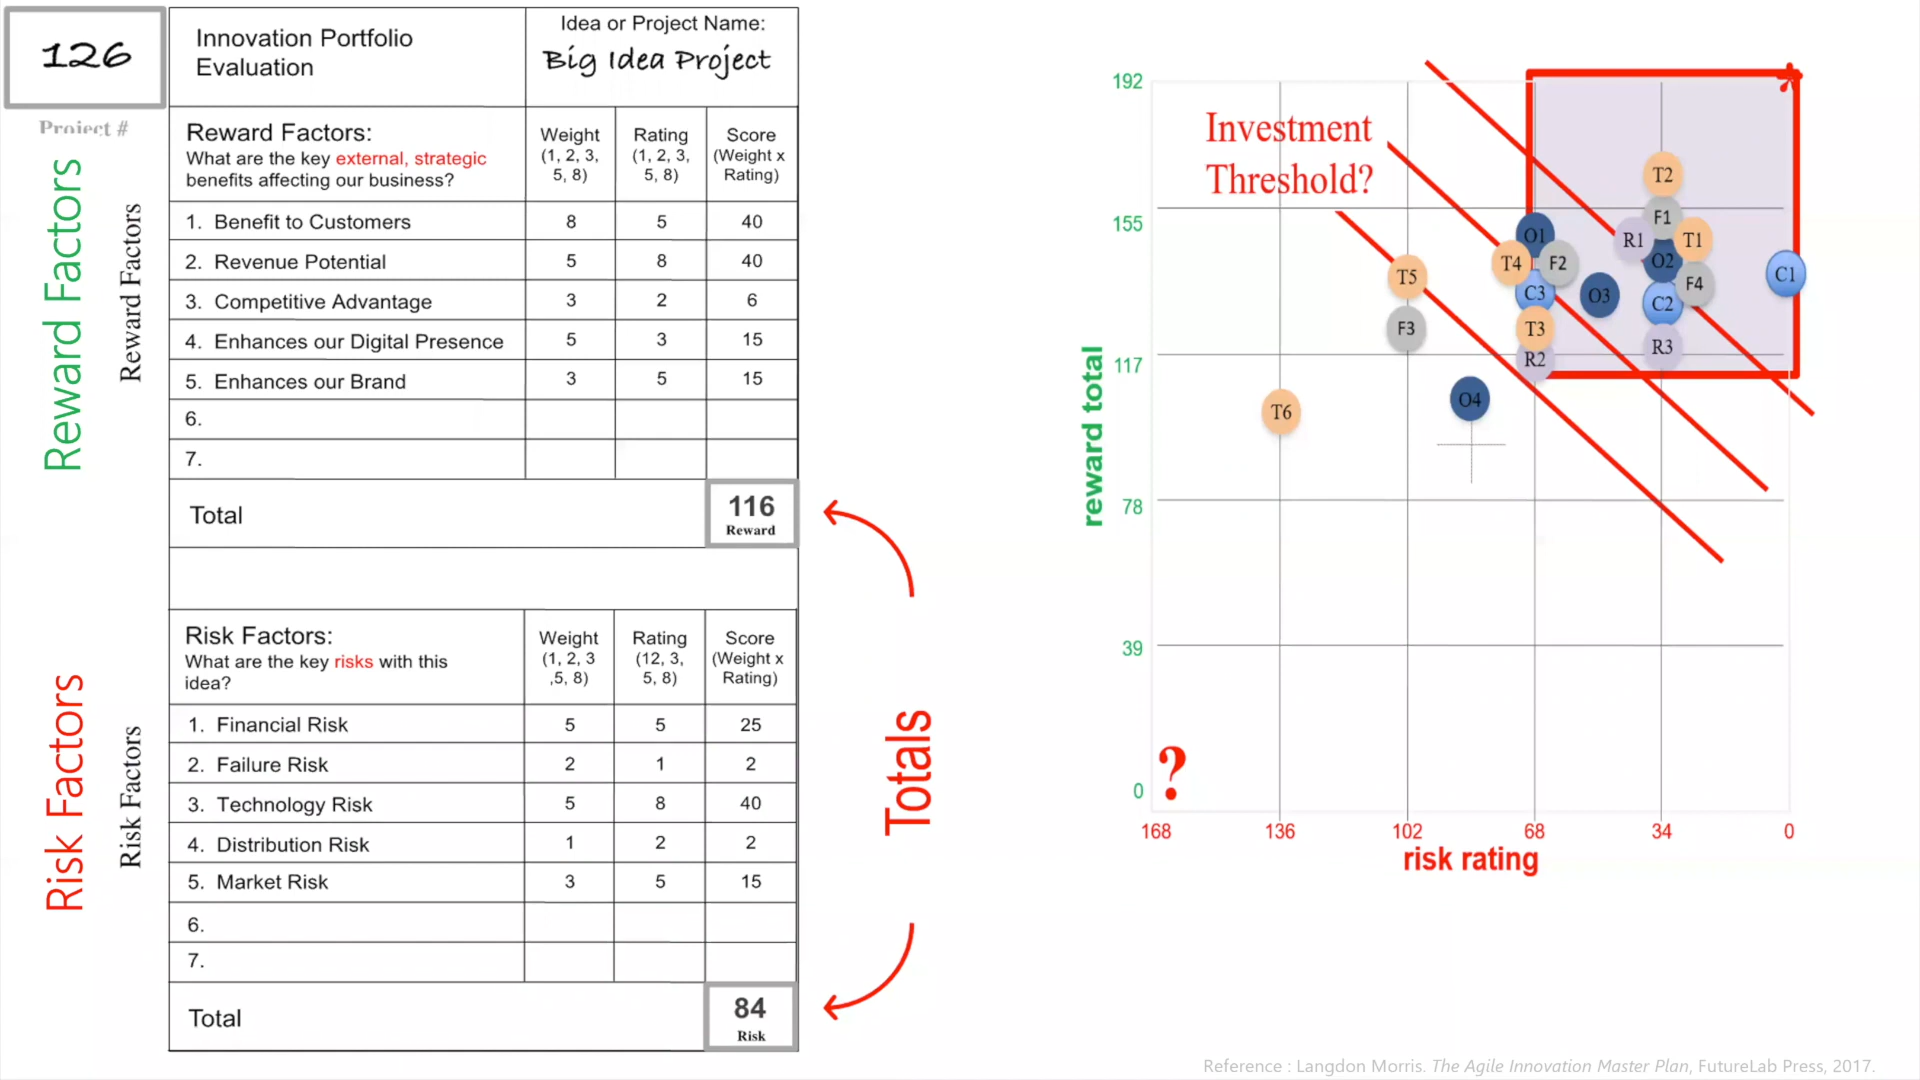 126
Project #
Innovation Portfolio
Evaluation
Idea or Project Name:
Big Idea Project
Reward Factors
Reward Factors
Reward Factors:
What are the key external, strategic
benefits affecting our business?
Weight
(1, 2, 3,
5, 8)
Rating
(1, 2, 3,
5, 8)
Score
(Weight x
Rating)
1. Benefit to Customers 8 5 40
2. Revenue Potential 5 8 40
3. Competitive Advantage 3 2 6
4. Enhances our Digital Presence 5 3 15
5. Enhances our Brand 3 5 15
6.
7.
Total 116
Reward
Risk Factors
Risk Factors
Risk Factors:
What are the key risks with this
idea?
Weight
(1, 2, 3
,5, 8)
Rating
(12, 3,
5, 8)
Score
(Weight x
Rating)
1. Financial Risk 5 5 25
2. Failure Risk 2 1 2
3. Technology Risk 5 8 40
4. Distribution Risk 1 2 2
5. Market Risk 3 5 15
6.
7.
Total 84
Risk
Totals
Investment
Threshold?
reward total
192
155
117
78
39
0
T2
F1
O1
R1
T1
T4
F2
O2
T5
C1
C3
O3
F4
C2
F3
T3
R3
R2
O4
T6
?
168 136 102 68 34 0
risk rating
Reference : Langdon Morris. The Agile Innovation Master Plan, FutureLab Press, 2017.